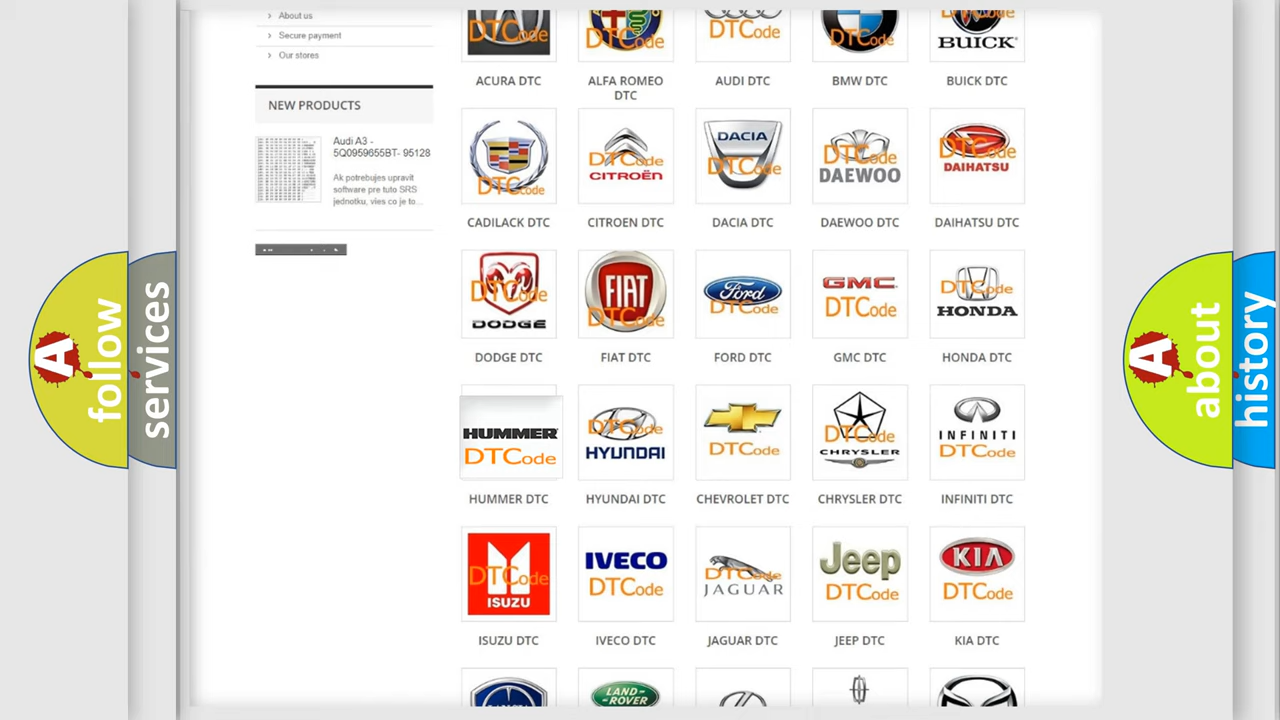 About us
Secure payment
Our stores
NEW PRODUCTS
Audi A3 -
5Q0959655BT- 95128
Ak potrebujes upravit
software pre tuto SRS
jednotku, vies co je to...
DTCode
DTCode
DTCode
DTCode
BUICK
ACURA DTC
ALFA ROMEO
DTC
AUDI DTC
BMW DTC
BUICK DTC
DTCode
DTCode
CITROËN
DACIA
DTCode
DTCode
DAEWOO
DTCode
DAIHATSU
CADILACK DTC
CITROEN DTC
DACIA DTC
DAEWOO DTC
DAIHATSU DTC
DTCode
DODGE
FIAT
DTCode
Ford
DTCode
GMC
DTCode
DTCode
HONDA
DODGE DTC
FIAT DTC
FORD DTC
GMC DTC
HONDA DTC
HUMMER
DTCode
DTCode
HYUNDAI
DTCode
DTCode
CHRYSLER
INFINITI
DTCode
HUMMER DTC
HYUNDAI DTC
CHEVROLET DTC
CHRYSLER DTC
INFINITI DTC
DTCode
ISUZU
IVECO
DTCode
DTCode
JAGUAR
Jeep
DTCode
KIA
DTCode
ISUZU DTC
IVECO DTC
JAGUAR DTC
JEEP DTC
KIA DTC
LAND-
ROVER
A follow
services
A about
history